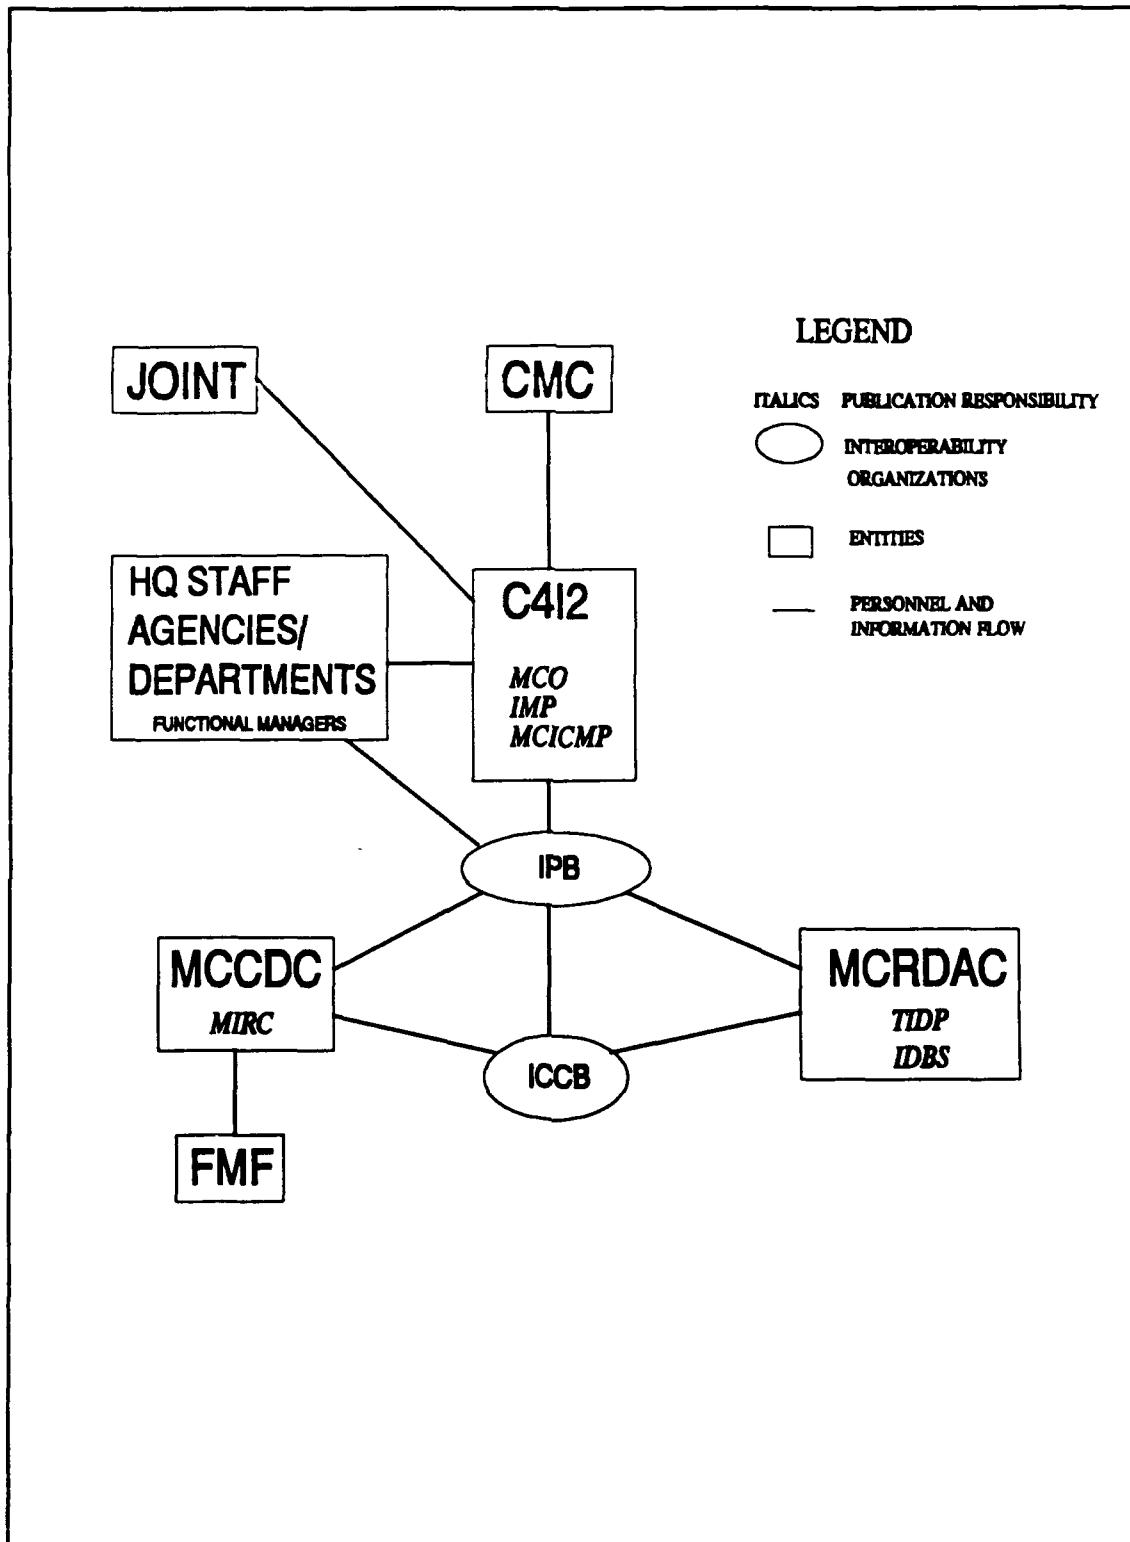 LEGEND
JOINT
CMC
ITALICS PUBLICATION RESPONSIBILITY
INTEROPERABILITY
ORGANIZATIONS
ENTITIES
PERSONNEL AND
INFORMATION FLOW
HQ STAFF
AGENCIES/
DEPARTMENTS
FUNCTIONAL MANAGERS
C4I2
MCO
IMP
MCICMP
IPB
MCCDC
MIRC
MCRDAC
TIDP
IDBS
ICCB
FMF